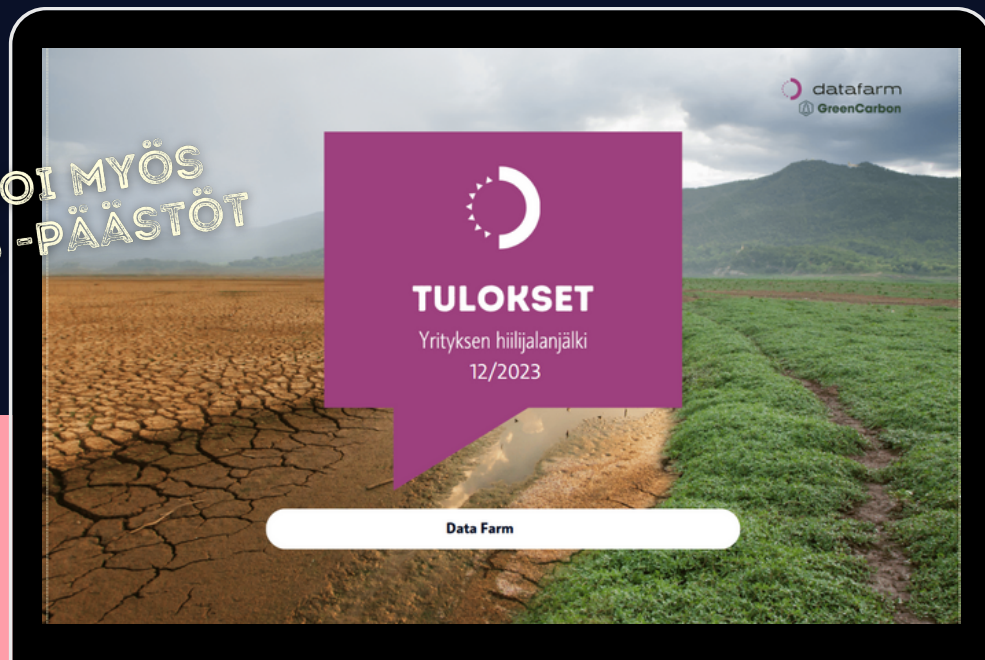 datafarm
GreenCarbon
OI MYÖS
-PÄÄSTÖT
TULOKSET
Yrityksen hiilijalanjälki
12/2023
Data Farm